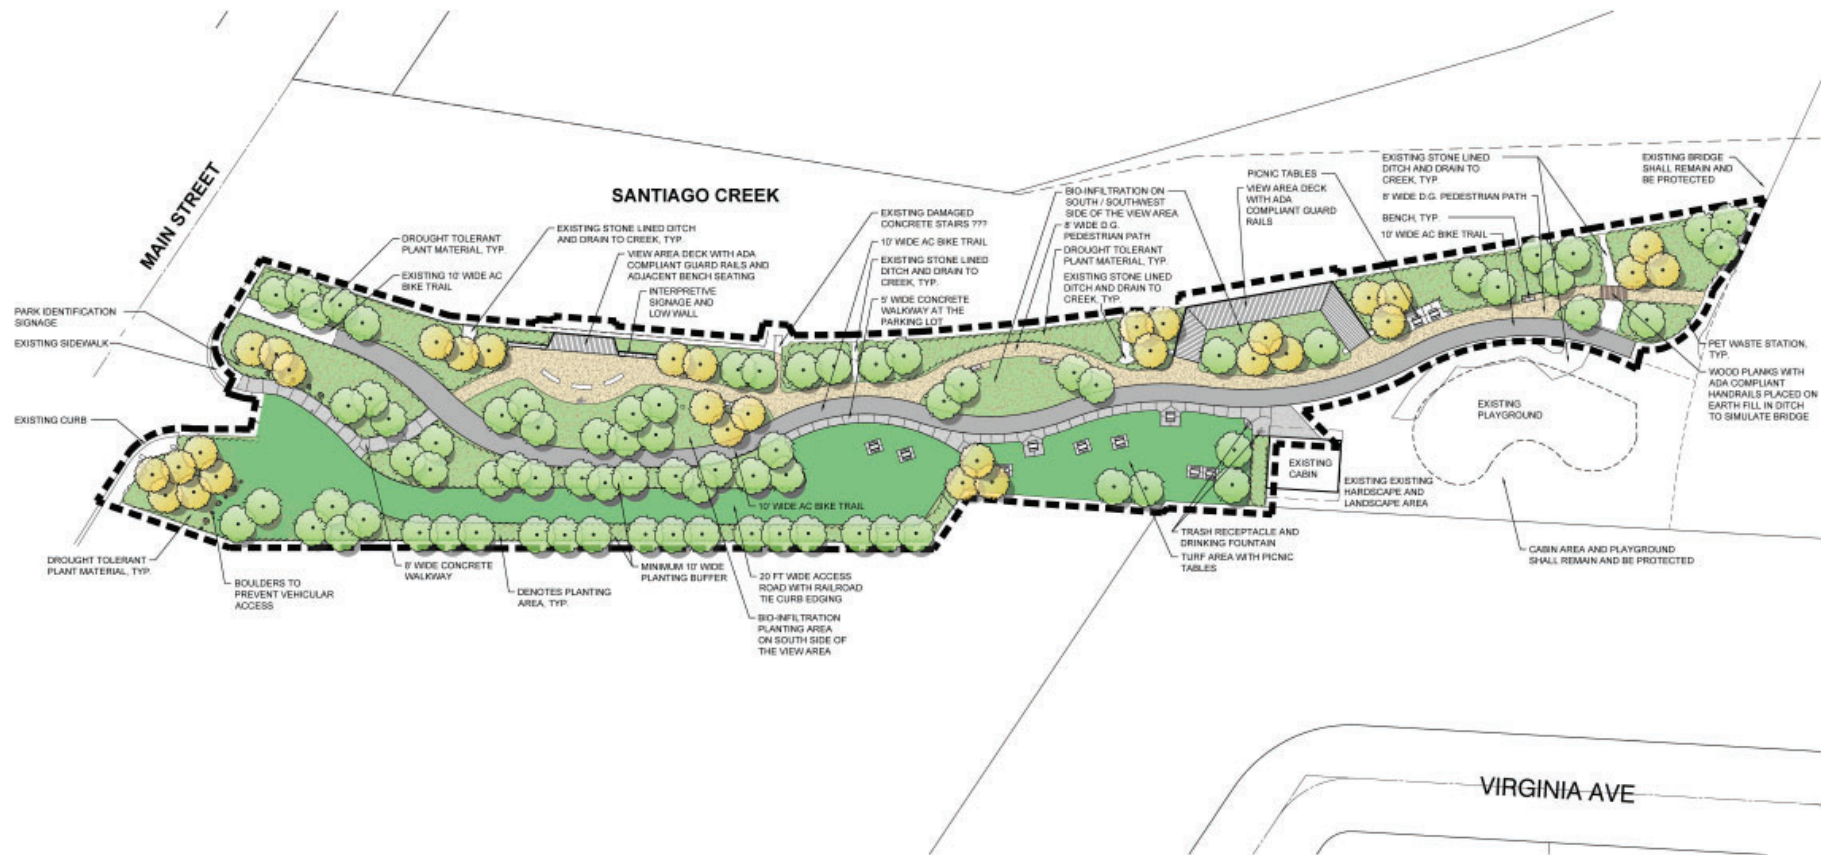 MAIN STREET
SANTIAGO CREEK
DROUGHT TOLERANT
PLANT MATERIAL, TYP.
EXISTING 10' WIDE AC
BIKE TRAIL
EXISTING STONE LINED DITCH
AND DRAIN TO CREEK, TYP.
VIEW AREA DECK WITH ADA
COMPLIANT GUARD RAILS AND
ADJACENT BENCH SEATING
INTERPRETIVE
SIGNAGE AND
LOW WALL
EXISTING DAMAGED
CONCRETE STAIRS ???
10' WIDE AC BIKE TRAIL
EXISTING STONE LINED
DITCH AND DRAIN TO
CREEK, TYP.
5' WIDE CONCRETE
WALKWAY AT THE
PARKING LOT
BIO-INFILTRATION ON
SOUTH / SOUTHWEST
SIDE OF THE VIEW AREA
8' WIDE D.G.
PEDESTRIAN PATH
DROUGHT TOLERANT
PLANT MATERIAL, TYP.
EXISTING STONE LINED
DITCH AND DRAIN TO
CREEK, TYP.
PICNIC TABLES
VIEW AREA DECK
WITH ADA
COMPLIANT GUARD
RAILS
EXISTING STONE LINED
DITCH AND DRAIN TO
CREEK, TYP.
8' WIDE D.G. PEDESTRIAN PATH
BENCH, TYP.
10' WIDE AC BIKE TRAIL
EXISTING BRIDGE
SHALL REMAIN AND
BE PROTECTED
PARK IDENTIFICATION
SIGNAGE
EXISTING SIDEWALK
EXISTING CURB
DROUGHT TOLERANT
PLANT MATERIAL, TYP.
BOULDERS TO
PREVENT VEHICULAR
ACCESS
8' WIDE CONCRETE
WALKWAY
DENOTES PLANTING
AREA, TYP.
MINIMUM 10' WIDE
PLANTING BUFFER
10' WIDE AC BIKE TRAIL
20 FT WIDE ACCESS
ROAD WITH RAILROAD
TIE CURB EDGING
BIO-INFILTRATION
PLANTING AREA
ON SOUTH SIDE OF
THE VIEW AREA
TRASH RECEPTACLE AND
DRINKING FOUNTAIN
TURF AREA WITH PICNIC
TABLES
EXISTING
CABIN
EXISTING EXISTING
HARDSCAPE AND
LANDSCAPE AREA
EXISTING
PLAYGROUND
PET WASTE STATION,
TYP.
WOOD PLANKS WITH
ADA COMPLIANT
HANDRAILS PLACED ON
EARTH FILL IN DITCH
TO SIMULATE BRIDGE
CABIN AREA AND PLAYGROUND
SHALL REMAIN AND BE PROTECTED
VIRGINIA AVE